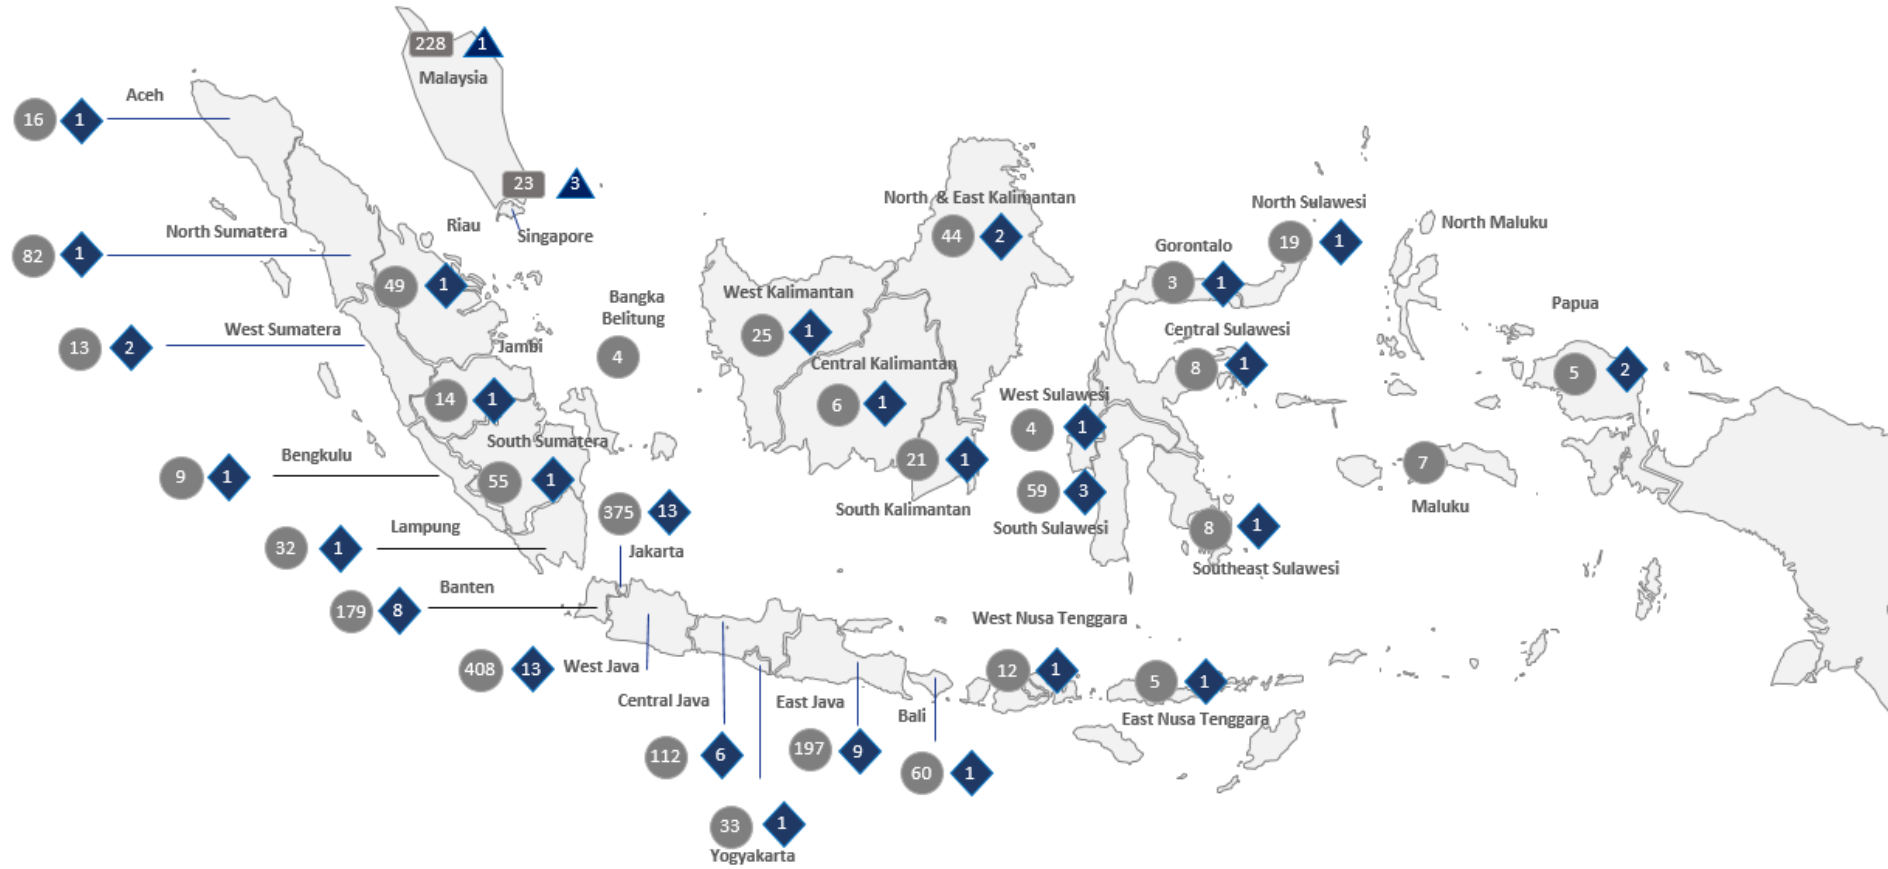 228 1
Malaysia
Aceh
16 1
23 3
Singapore
North Sumatera
82 1
Riau
49 1
West Sumatera
13 2
Jambi
14 1
Bangka
Belitung
4
South Sumatera
55 1
Bengkulu
9 1
Lampung
32 1
375 13
Jakarta
Banten
179 8
408 13 West Java
Central Java
112 6
33 1
Yogyakarta
East Java
197 9
Bali
60 1
North & East Kalimantan
44 2
West Kalimantan
25 1
Central Kalimantan
6 1
21 1
South Kalimantan
North Sulawesi
19 1
Gorontalo
3 1
Central Sulawesi
8 1
West Sulawesi
4 1
59 3
South Sulawesi
8 1
Southeast Sulawesi
West Nusa Tenggara
12 1
5 1
East Nusa Tenggara
North Maluku
Papua
5 2
7
Maluku